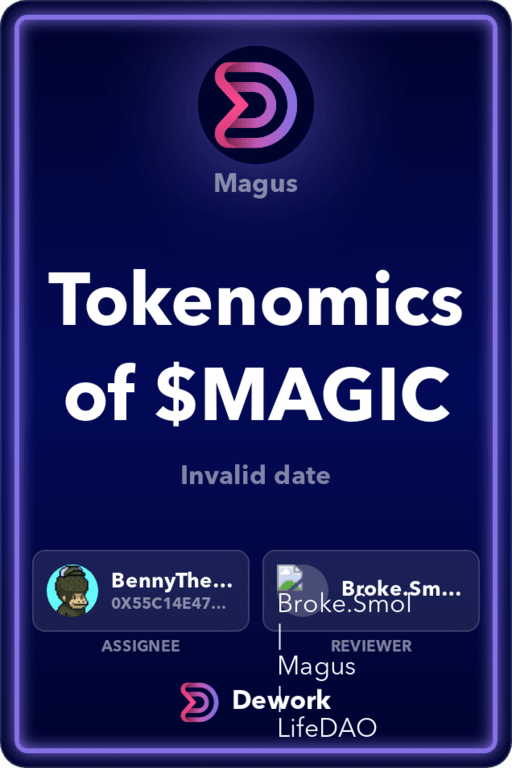 Magus
Tokenomics
of $MAGIC
Invalid date
BennyThe...
0X55C14E47...
Broke.Sm...
Broke.Smol
|
Magus
|
LifeDAO
ASSIGNEE
REVIEWER
Dework